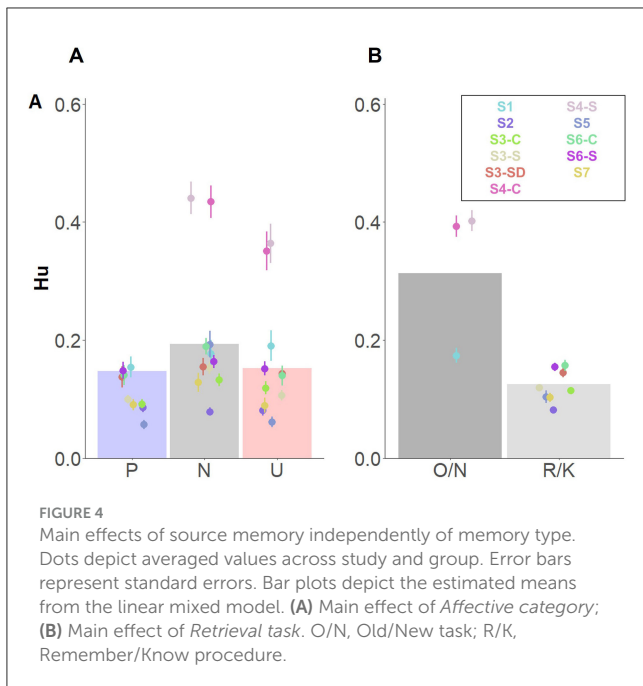 A
B
A
0.6
0.4
0.2
0.0
Hu
P N U
0.6
0.4
0.2
0.0
O/N R/K
S1 S4-S
S2 S5
S3-C S6-C
S3-S S6-S
S3-SD S7
S4-C
FIGURE 4
Main effects of source memory independently of memory type.
Dots depict averaged values across study and group. Error bars
represent standard errors. Bar plots depict the estimated means
from the linear mixed model. (A) Main effect of Affective category;
(B) Main effect of Retrieval task. O/N, Old/New task; R/K,
Remember/Know procedure.